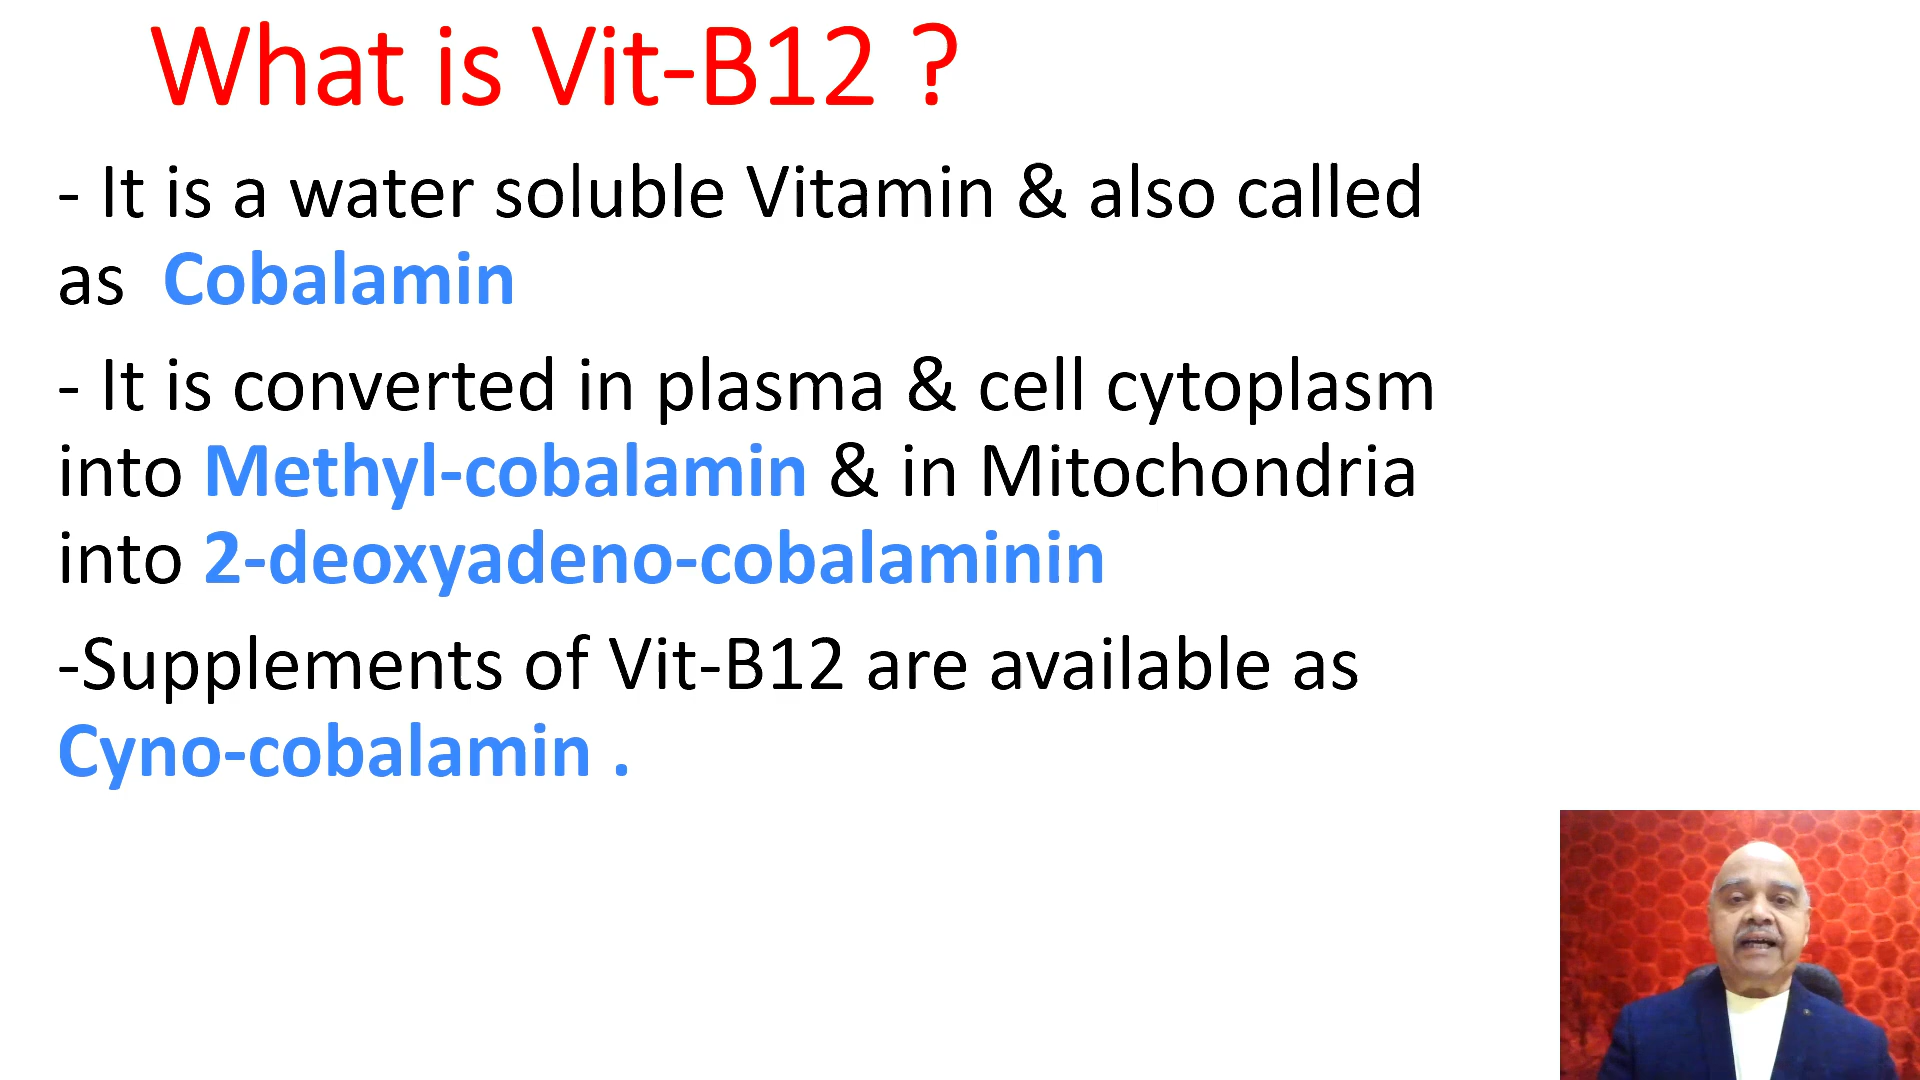 What is Vit-B12 ?
- It is a water soluble Vitamin & also called
as Cobalamin
- It is converted in plasma & cell cytoplasm
into Methyl-cobalamin & in Mitochondria
into 2-deoxyadeno-cobalaminin
-Supplements of Vit-B12 are available as
Cyno-cobalamin .